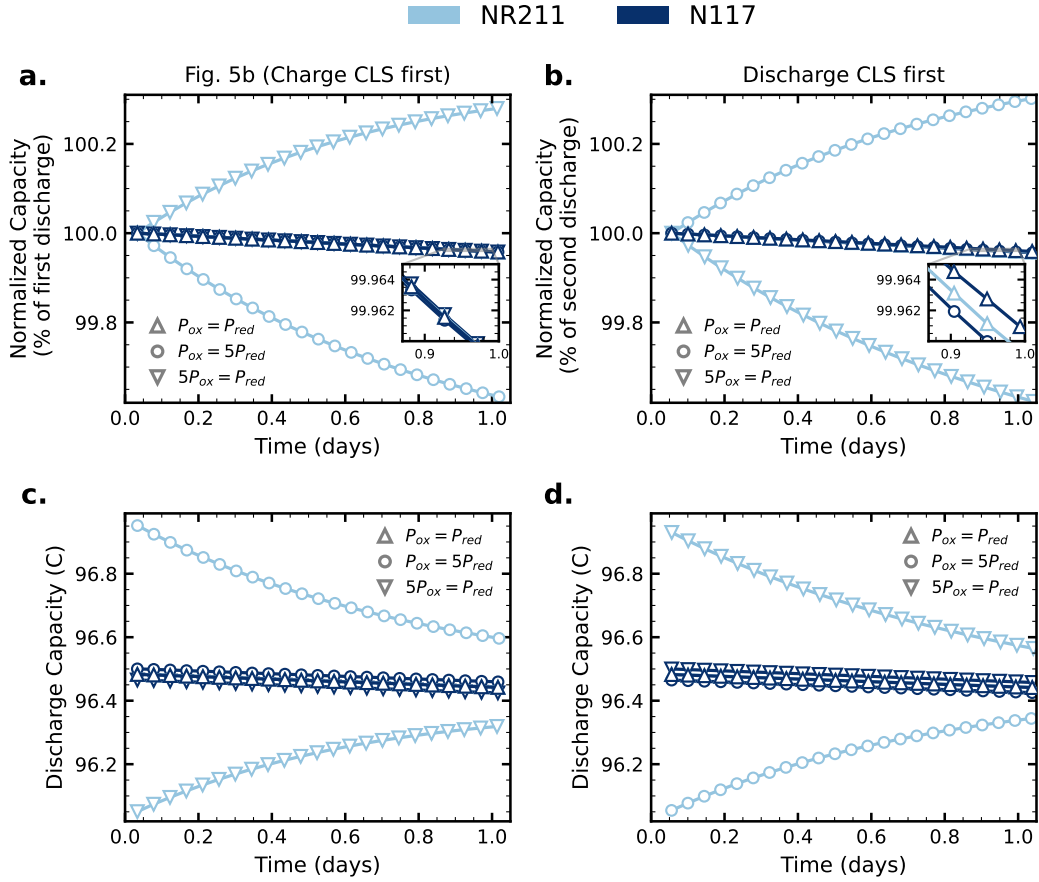 NR211 N117
a. Fig. 5b (Charge CLS first)
Normalized Capacity
(% of first discharge)
100.2
100.0
99.8
99.964
99.962
0.9 1.0
P_ox = P_red
P_ox = 5P_red
5P_ox = P_red
0.0 0.2 0.4 0.6 0.8 1.0
Time (days)
b. Discharge CLS first
Normalized Capacity
(% of second discharge)
100.2
100.0
99.8
99.964
99.962
0.9 1.0
P_ox = P_red
P_ox = 5P_red
5P_ox = P_red
0.0 0.2 0.4 0.6 0.8 1.0
Time (days)
c.
Discharge Capacity (C)
96.8
96.6
96.4
96.2
P_ox = P_red
P_ox = 5P_red
5P_ox = P_red
0.0 0.2 0.4 0.6 0.8 1.0
Time (days)
d.
Discharge Capacity (C)
96.8
96.6
96.4
96.2
P_ox = P_red
P_ox = 5P_red
5P_ox = P_red
0.0 0.2 0.4 0.6 0.8 1.0
Time (days)